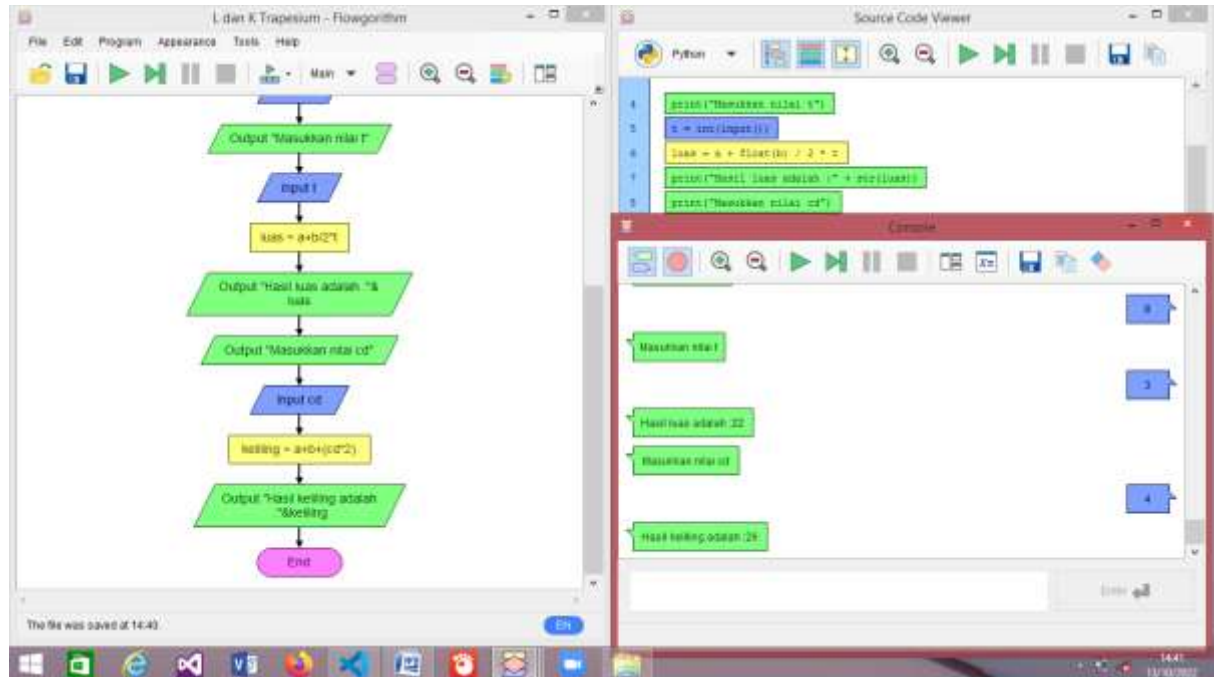 L dan K Trapesium - Flowgorithm
File Edit Program Appearance Tools Help
Main
Output "Masukkan nilai t"
Input t
luas = a+b/2*t
Output "Hasil luas adalah :"&
luas
Output "Masukkan nilai cd"
Input cd
keliling = a+b+(cd*2)
Output "Hasil keliling adalah
:"&keliling
End
The file was saved at 14:40
EN
Source Code Viewer
Python
4 print("Masukkan nilai t")
5 t = int(input())
6 luas = a + float(b) / 2 * t
7 print("Hasil luas adalah :" + str(luas))
8 print("Masukkan nilai cd")
Console
Masukkan nilai t
3
Hasil luas adalah :22
Masukkan nilai cd
4
Hasil keliling adalah :26
Enter
14:41
13/10/2022